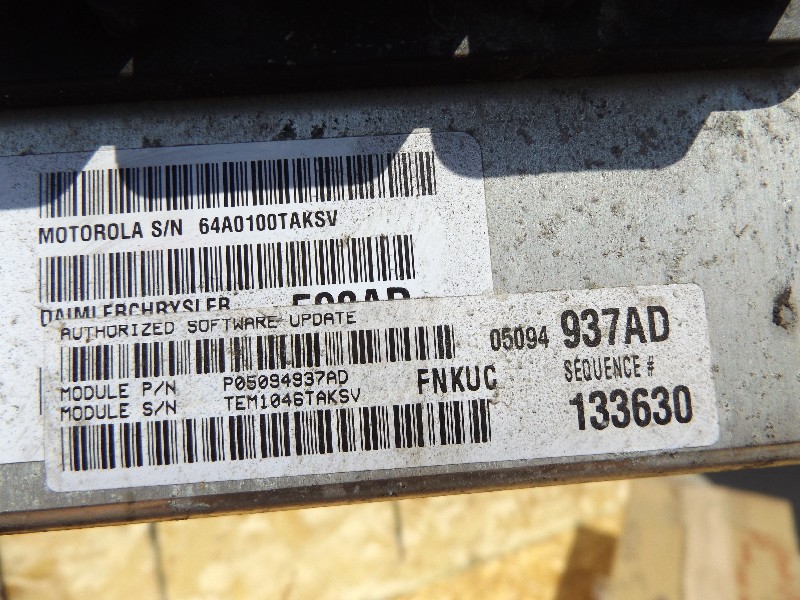 MOTOROLA S/N 64A0100TAKSV
DAIMLERCHRYSLER
AUTHORIZED SOFTWARE UPDATE
05094 937AD
MODULE P/N P05094937AD FNKUC SEQUENCE #
MODULE S/N TEM1046TAKSV 133630